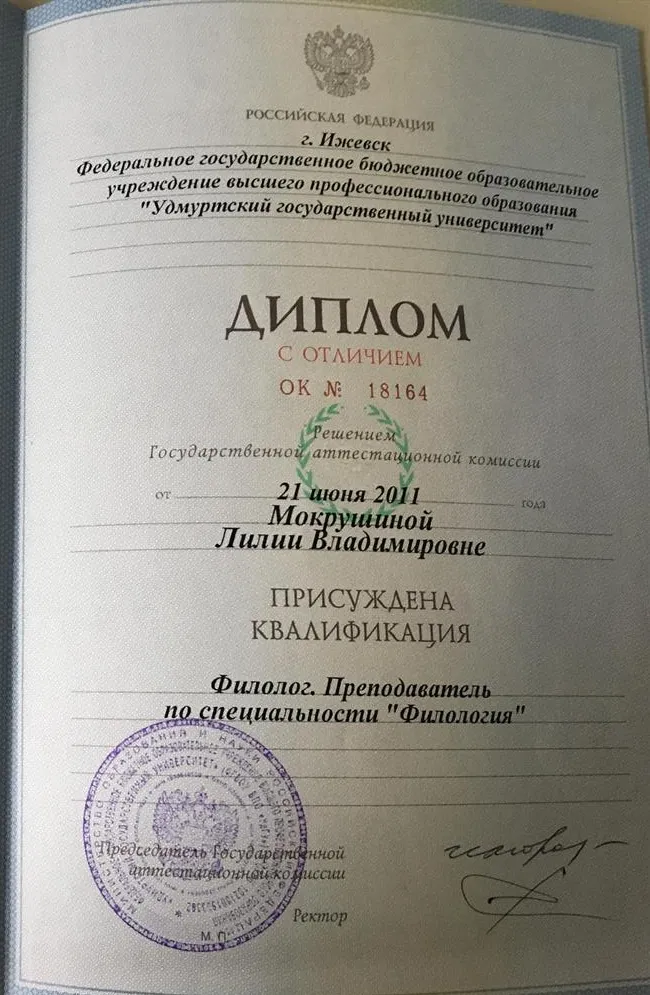 РОССИЙСКАЯ ФЕДЕРАЦИЯ
г. Ижевск
Федеральное государственное бюджетное образовательное
учреждение высшего профессионального образования
"Удмуртский государственный университет"
ДИПЛОМ
С ОТЛИЧИЕМ
ОК № 18164
Решением
Государственной аттестационной комиссии
от 21 июня 2011 года
Мокрушиной
Лилии Владимировне
ПРИСУЖДЕНА
КВАЛИФИКАЦИЯ
Филолог. Преподаватель
по специальности "Филология"
Председатель Государственной
аттестационной комиссии
Ректор
М. П.